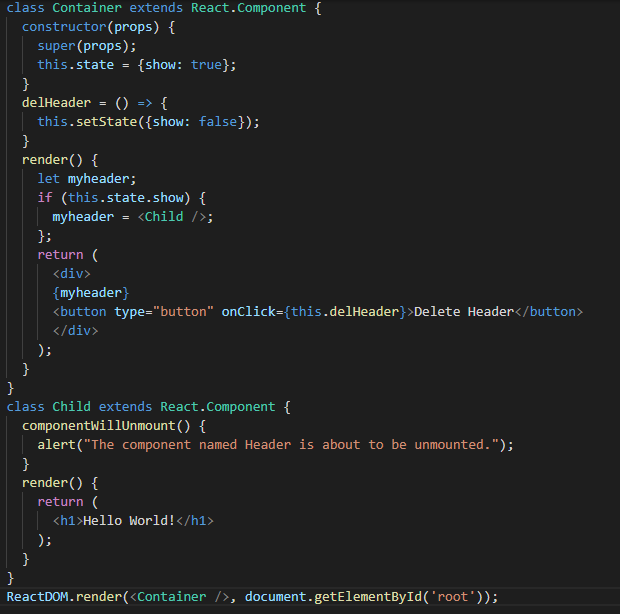 class Container extends React.Component {
  constructor(props) {
    super(props);
    this.state = {show: true};
  }
  delHeader = () => {
    this.setState({show: false});
  }
  render() {
    let myheader;
    if (this.state.show) {
      myheader = <Child />;
    };
    return (
      <div>
      {myheader}
      <button type="button" onClick={this.delHeader}>Delete Header</button>
      </div>
    );
  }
}
class Child extends React.Component {
  componentWillUnmount() {
    alert("The component named Header is about to be unmounted.");
  }
  render() {
    return (
      <h1>Hello World!</h1>
    );
  }
}
ReactDOM.render(<Container />, document.getElementById('root'));